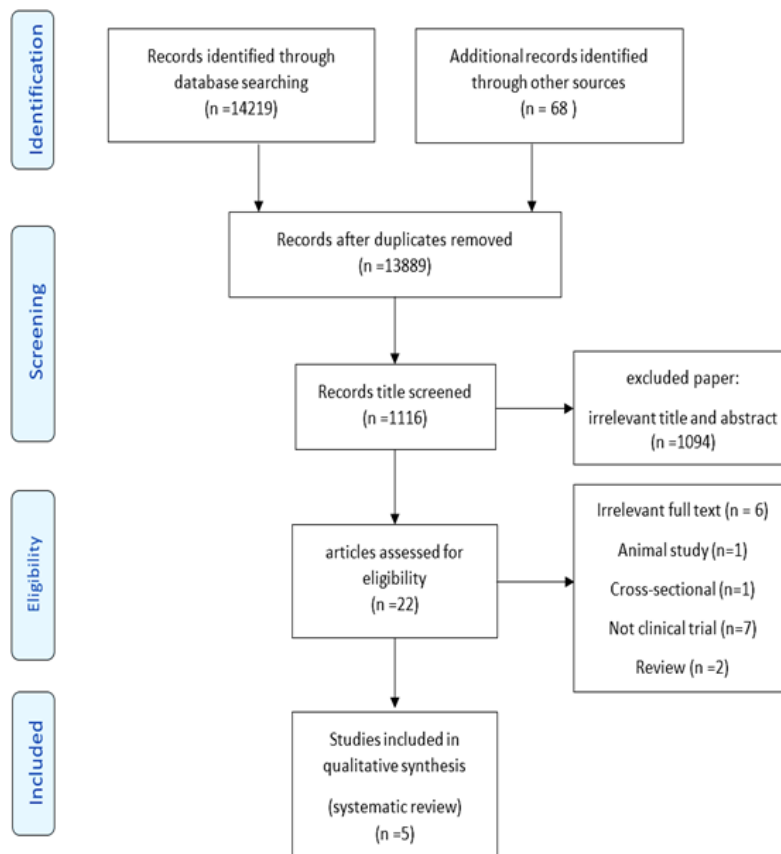 Identification
Records identified through
database searching
(n =14219)
Additional records identified
through other sources
(n = 68 )
Screening
Records after duplicates removed
(n =13889)
Records title screened
(n =1116)
excluded paper:
irrelevant title and abstract
(n =1094)
Eligibility
articles assessed for
eligibility
(n =22)
Irrelevant full text (n = 6)
Animal study (n=1)
Cross-sectional (n=1)
Not clinical trial (n=7)
Review (n =2)
Included
Studies included in
qualitative synthesis
(systematic review)
(n =5)